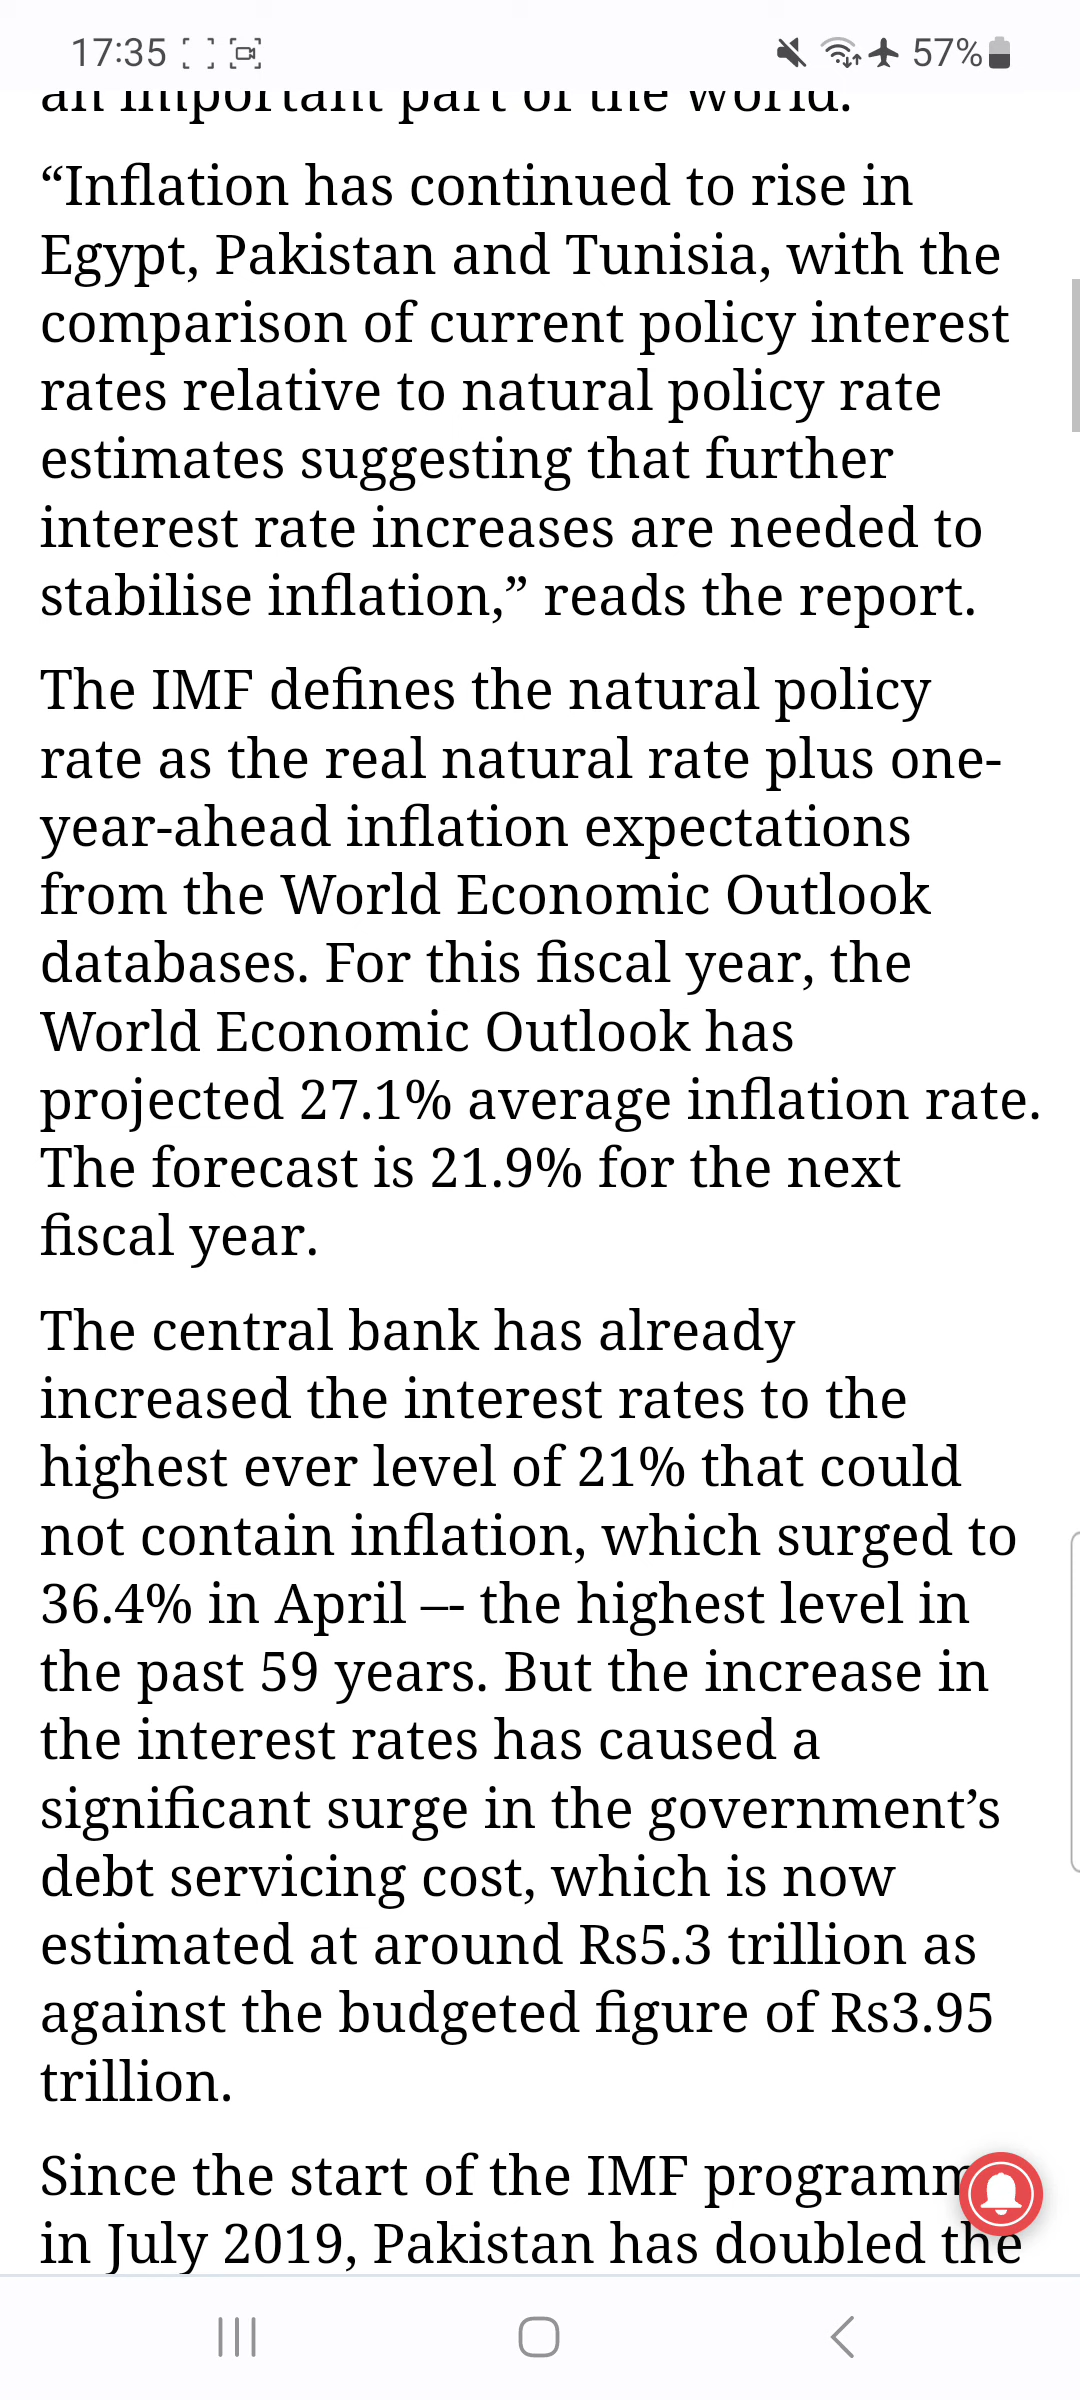 17:35
57%
an important part of the world.
“Inflation has continued to rise in
Egypt, Pakistan and Tunisia, with the
comparison of current policy interest
rates relative to natural policy rate
estimates suggesting that further
interest rate increases are needed to
stabilise inflation,” reads the report.
The IMF defines the natural policy
rate as the real natural rate plus one-
year-ahead inflation expectations
from the World Economic Outlook
databases. For this fiscal year, the
World Economic Outlook has
projected 27.1% average inflation rate.
The forecast is 21.9% for the next
fiscal year.
The central bank has already
increased the interest rates to the
highest ever level of 21% that could
not contain inflation, which surged to
36.4% in April –- the highest level in
the past 59 years. But the increase in
the interest rates has caused a
significant surge in the government’s
debt servicing cost, which is now
estimated at around Rs5.3 trillion as
against the budgeted figure of Rs3.95
trillion.
Since the start of the IMF programm
in July 2019, Pakistan has doubled the